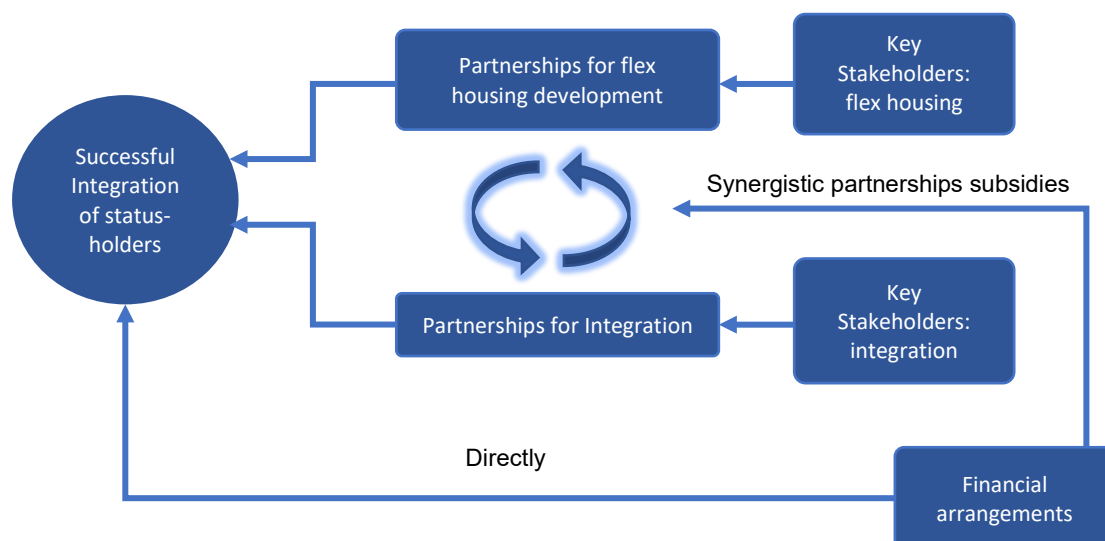 Partnerships for flex
housing development
Key
Stakeholders:
flex housing
Successful
Integration
of status-
holders
Synergistic partnerships subsidies
Partnerships for Integration
Key
Stakeholders:
integration
Directly
Financial
arrangements